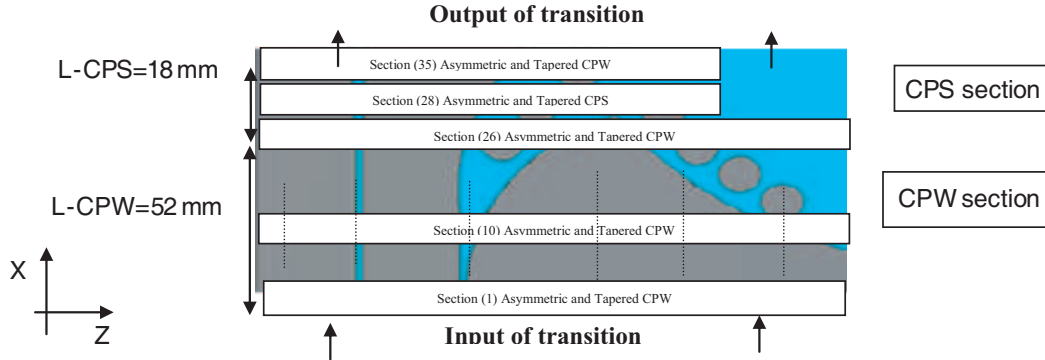 Output of transition
L-CPS=18 mm
Section (35) Asymmetric and Tapered CPW
Section (28) Asymmetric and Tapered CPS
CPS section
Section (26) Asymmetric and Tapered CPW
L-CPW=52 mm
CPW section
Section (10) Asymmetric and Tapered CPW
X
Section (1) Asymmetric and Tapered CPW
Z
Input of transition